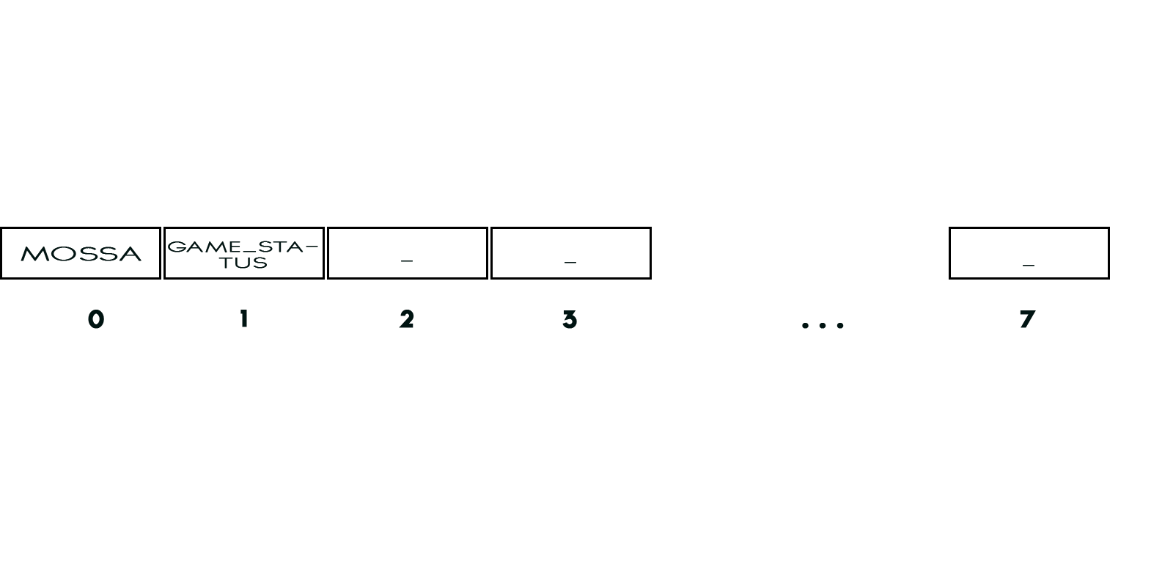 MOSSA
GAME_STA-
TUS
_
_
_
0 1 2 3 ... 7